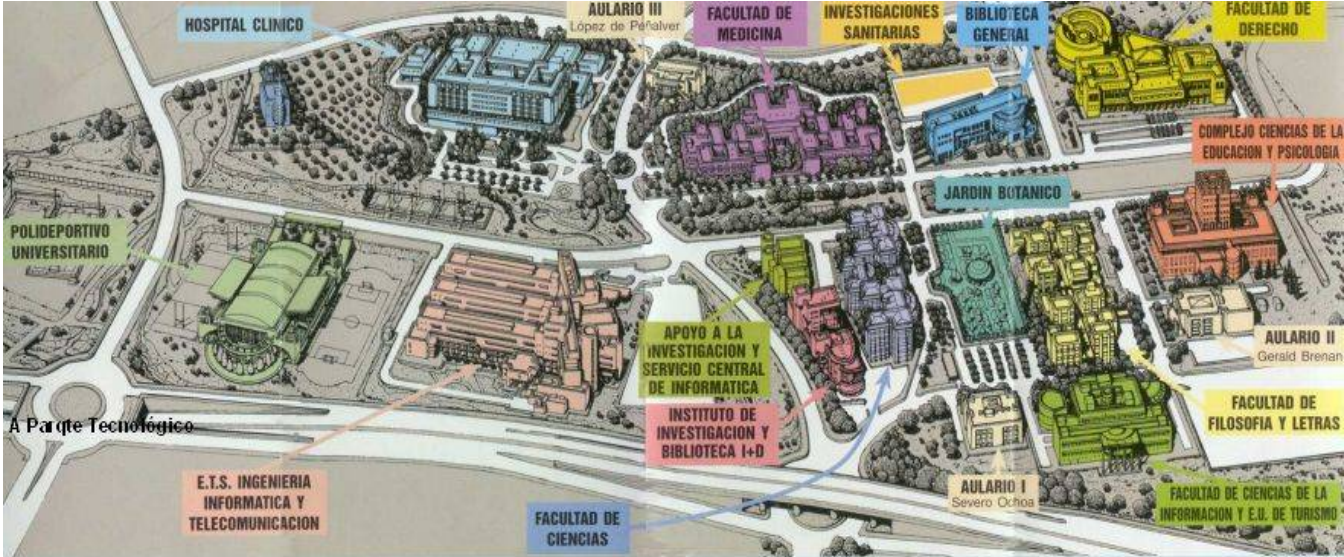 HOSPITAL CLINICO
AULARIO III
López de Peñalver
FACULTAD DE
MEDICINA
INVESTIGACIONES
SANITARIAS
BIBLIOTECA
GENERAL
FACULTAD DE
DERECHO
COMPLEJO CIENCIAS DE LA
EDUCACION Y PSICOLOGIA
JARDIN BOTANICO
POLIDEPORTIVO
UNIVERSITARIO
APOYO A LA
INVESTIGACION Y
SERVICIO CENTRAL
DE INFORMATICA
AULARIO II
Gerald Brenan
INSTITUTO DE
INVESTIGACION Y
BIBLIOTECA I+D
FACULTAD DE
FILOSOFIA Y LETRAS
A Parqte Tecnológico
E.T.S. INGENIERIA
INFORMATICA Y
TELECOMUNICACION
FACULTAD DE
CIENCIAS
AULARIO I
Severo Ochoa
FACULTAD DE CIENCIAS DE LA
INFORMACION Y E.U. DE TURISMO